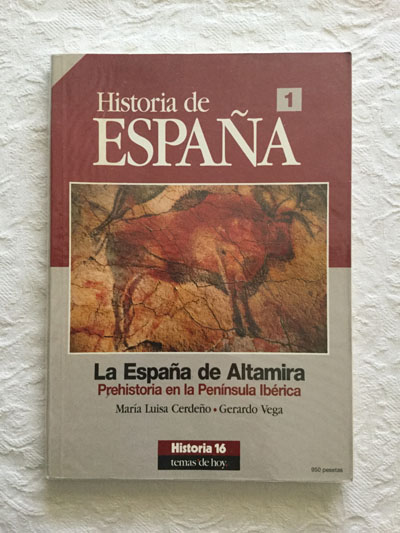 Historia de
1
ESPAÑA
La España de Altamira
Prehistoria en la Península Ibérica
María Luisa Cerdeño • Gerardo Vega
Historia 16
temas de hoy
950 pesetas